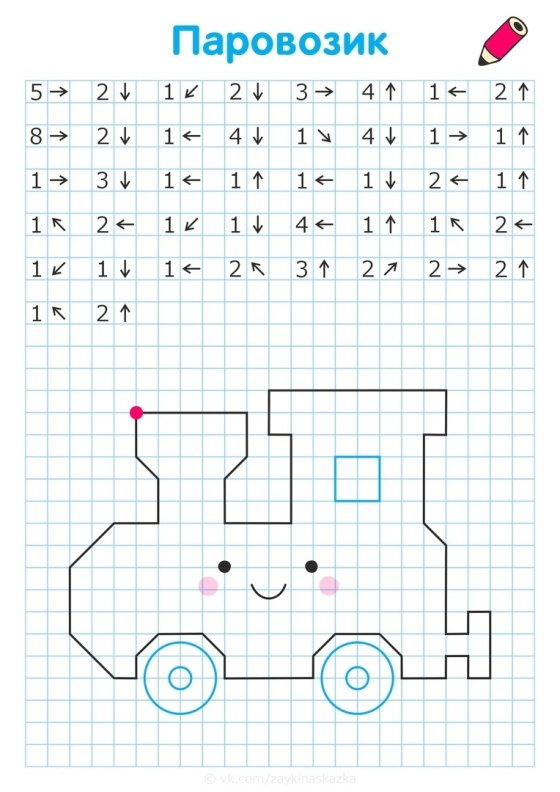 Паровозик
5 → 2 ↓ 1 ↙ 2 ↓ 3 → 4 ↑ 1 ← 2 ↑
8 → 2 ↓ 1 ← 4 ↓ 1 ↘ 4 ↓ 1 → 1 ↑
1 → 3 ↓ 1 ← 1 ↑ 1 ← 1 ↓ 2 ← 1 ↑
1 ↖ 2 ← 1 ↙ 1 ↓ 4 ← 1 ↑ 1 ↖ 2 ←
1 ↙ 1 ↓ 1 ← 2 ↖ 3 ↑ 2 ↗ 2 → 2 ↑
1 ↖ 2 ↑
© vk.com/zaykinaskazka